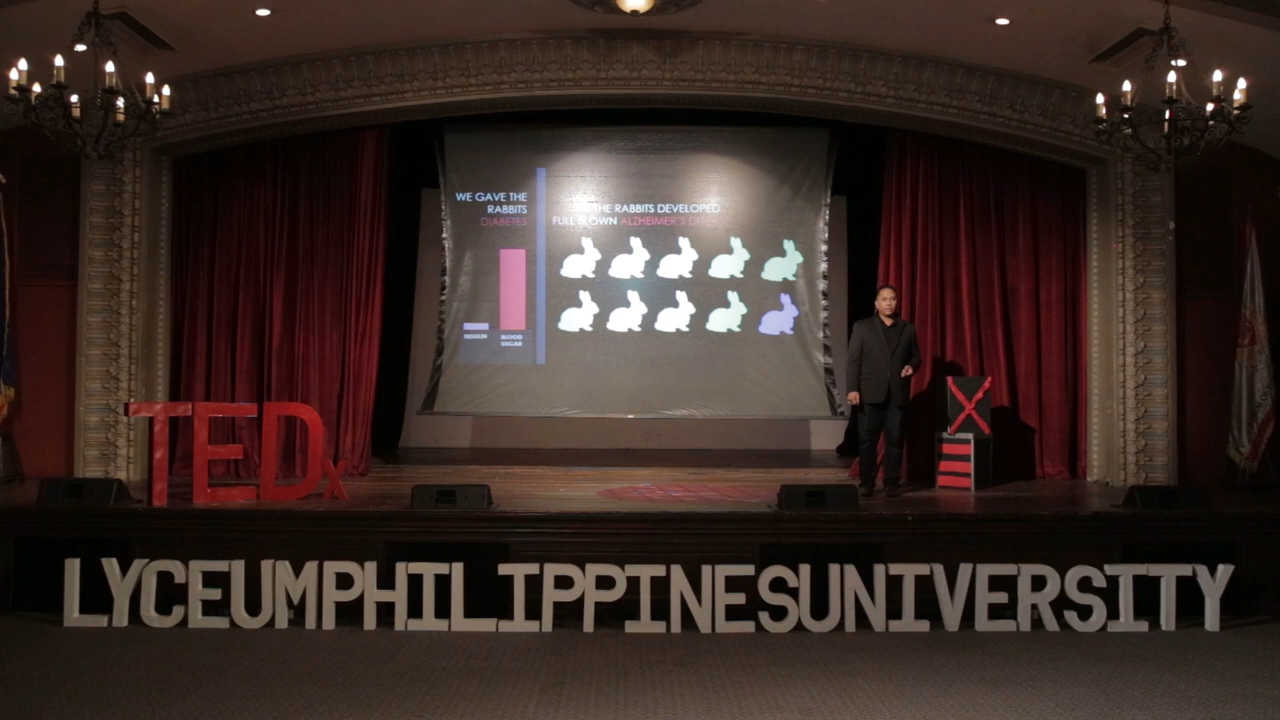 WE GAVE THE
RABBITS
DIABETES
THE RABBITS DEVELOPED
FULL BLOWN ALZHEIMER'S
INSULIN
BLOOD
SUGAR
TEDx
X
LYCEUMPHILIPPINESUNIVERSITY